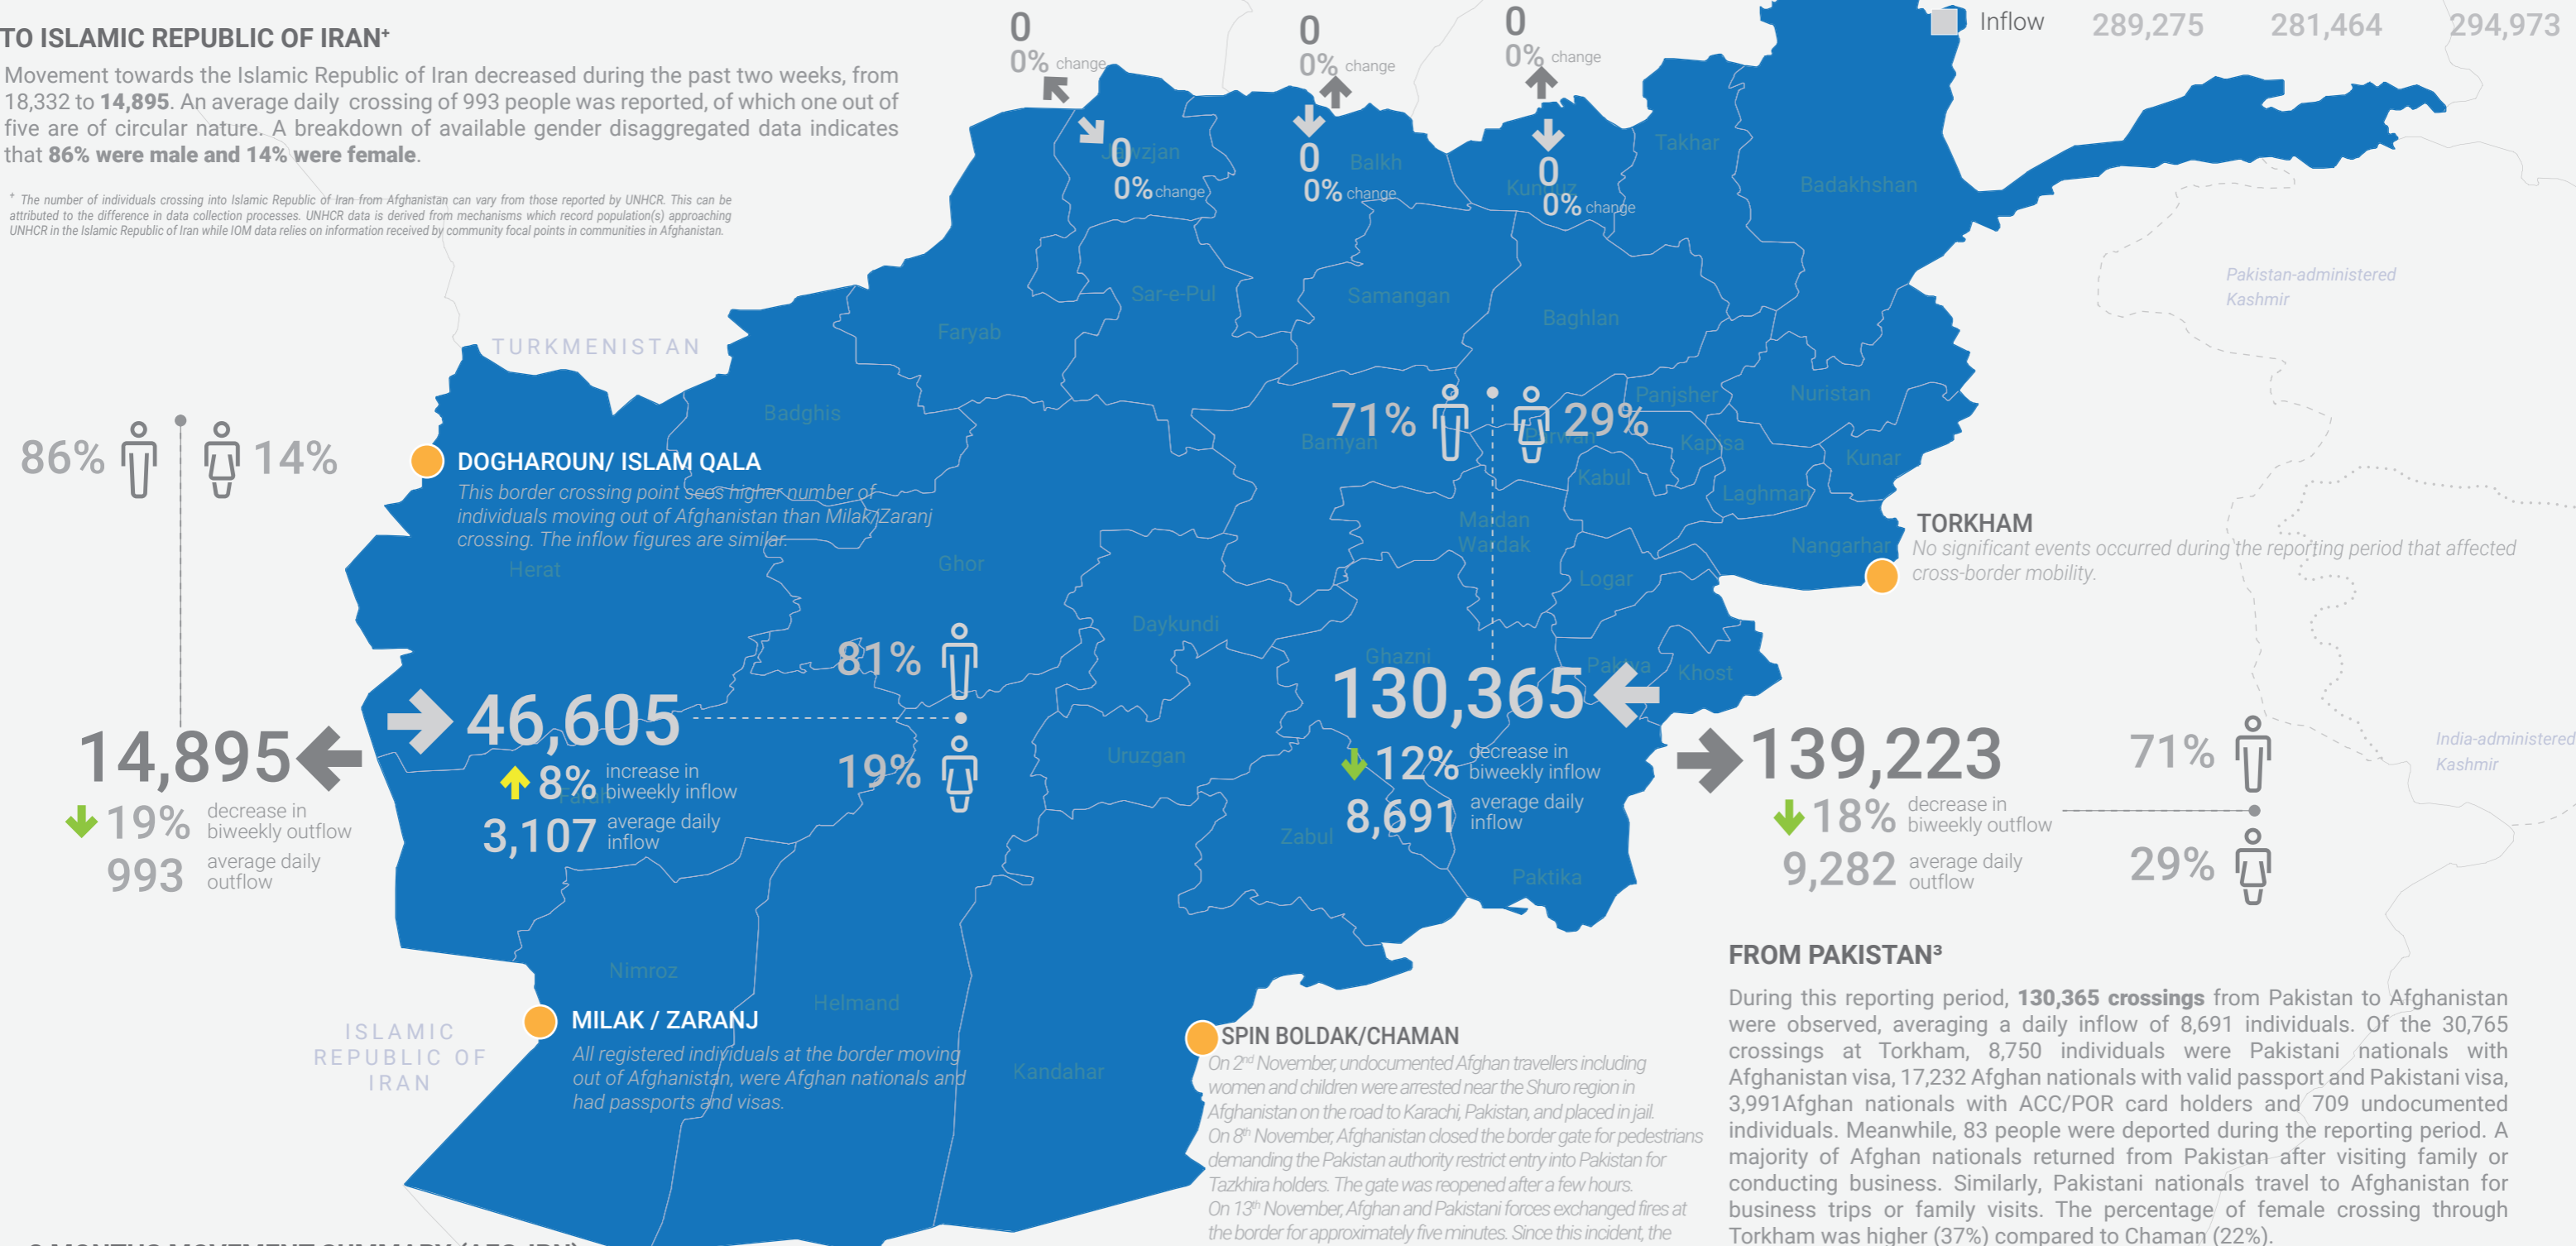 TO ISLAMIC REPUBLIC OF IRAN⁺
Movement towards the Islamic Republic of Iran decreased during the past two weeks, from
18,332 to 14,895. An average daily crossing of 993 people was reported, of which one out of
five are of circular nature. A breakdown of available gender disaggregated data indicates
that 86% were male and 14% were female.
⁺ The number of individuals crossing into Islamic Republic of Iran from Afghanistan can vary from those reported by UNHCR. This can be
attributed to the difference in data collection processes. UNHCR data is derived from mechanisms which record population(s) approaching
UNHCR in the Islamic Republic of Iran while IOM data relies on information received by community focal points in communities in Afghanistan.
0
0% change
0
0% change
0
0% change
0
0% change
0
0% change
0
0% change
Inflow 289,275 281,464 294,973
Jawzjan
Balkh
Kunduz
Takhar
Badakhshan
Pakistan-administered
Kashmir
Sar-e-Pul
Samangan
Baghlan
Faryab
TURKMENISTAN
Badghis
Panjsher
Nuristan
Bamyan
Parwan
Kapisa
Kunar
Kabul
Laghman
71% 29%
86% 14%
DOGHAROUN/ ISLAM QALA
This border crossing point sees higher number of
individuals moving out of Afghanistan than Milak/Zaranj
crossing. The inflow figures are similar.
Herat
Ghor
Maidan
Wardak
Nangarhar
Logar
TORKHAM
No significant events occurred during the reporting period that affected
cross-border mobility.
Daykundi
Ghazni
Paktya
Khost
81%
19%
14,895
19% decrease in
biweekly outflow
993 average daily
outflow
46,605
8% increase in
biweekly inflow
Farah
3,107 average daily
inflow
Uruzgan
Zabul
Paktika
130,365
12% decrease in
biweekly inflow
8,691 average daily
inflow
139,223
18% decrease in
biweekly outflow
9,282 average daily
outflow
71%
29%
India-administered
Kashmir
Nimroz
Helmand
Kandahar
ISLAMIC
REPUBLIC OF
IRAN
MILAK / ZARANJ
All registered individuals at the border moving
out of Afghanistan, were Afghan nationals and
had passports and visas.
SPIN BOLDAK/CHAMAN
On 2nd November, undocumented Afghan travellers including
women and children were arrested near the Shuro region in
Afghanistan on the road to Karachi, Pakistan, and placed in jail.
On 8th November, Afghanistan closed the border gate for pedestrians
demanding the Pakistan authority restrict entry into Pakistan for
Tazkhira holders. The gate was reopened after a few hours.
On 13th November, Afghan and Pakistani forces exchanged fires at
the border for approximately five minutes. Since this incident, the
FROM PAKISTAN³
During this reporting period, 130,365 crossings from Pakistan to Afghanistan
were observed, averaging a daily inflow of 8,691 individuals. Of the 30,765
crossings at Torkham, 8,750 individuals were Pakistani nationals with
Afghanistan visa, 17,232 Afghan nationals with valid passport and Pakistani visa,
3,991Afghan nationals with ACC/POR card holders and 709 undocumented
individuals. Meanwhile, 83 people were deported during the reporting period. A
majority of Afghan nationals returned from Pakistan after visiting family or
conducting business. Similarly, Pakistani nationals travel to Afghanistan for
business trips or family visits. The percentage of female crossing through
Torkham was higher (37%) compared to Chaman (22%).